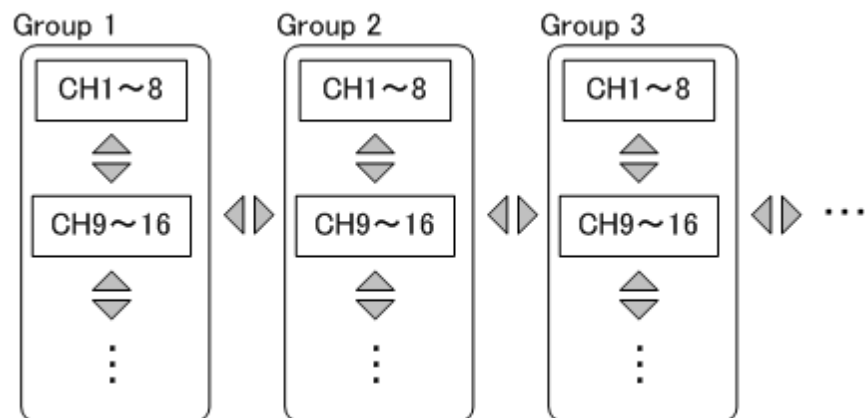 Group 1
CH1～8
CH9～16
⋮
Group 2
CH1～8
CH9～16
⋮
Group 3
CH1～8
CH9～16
⋮
…